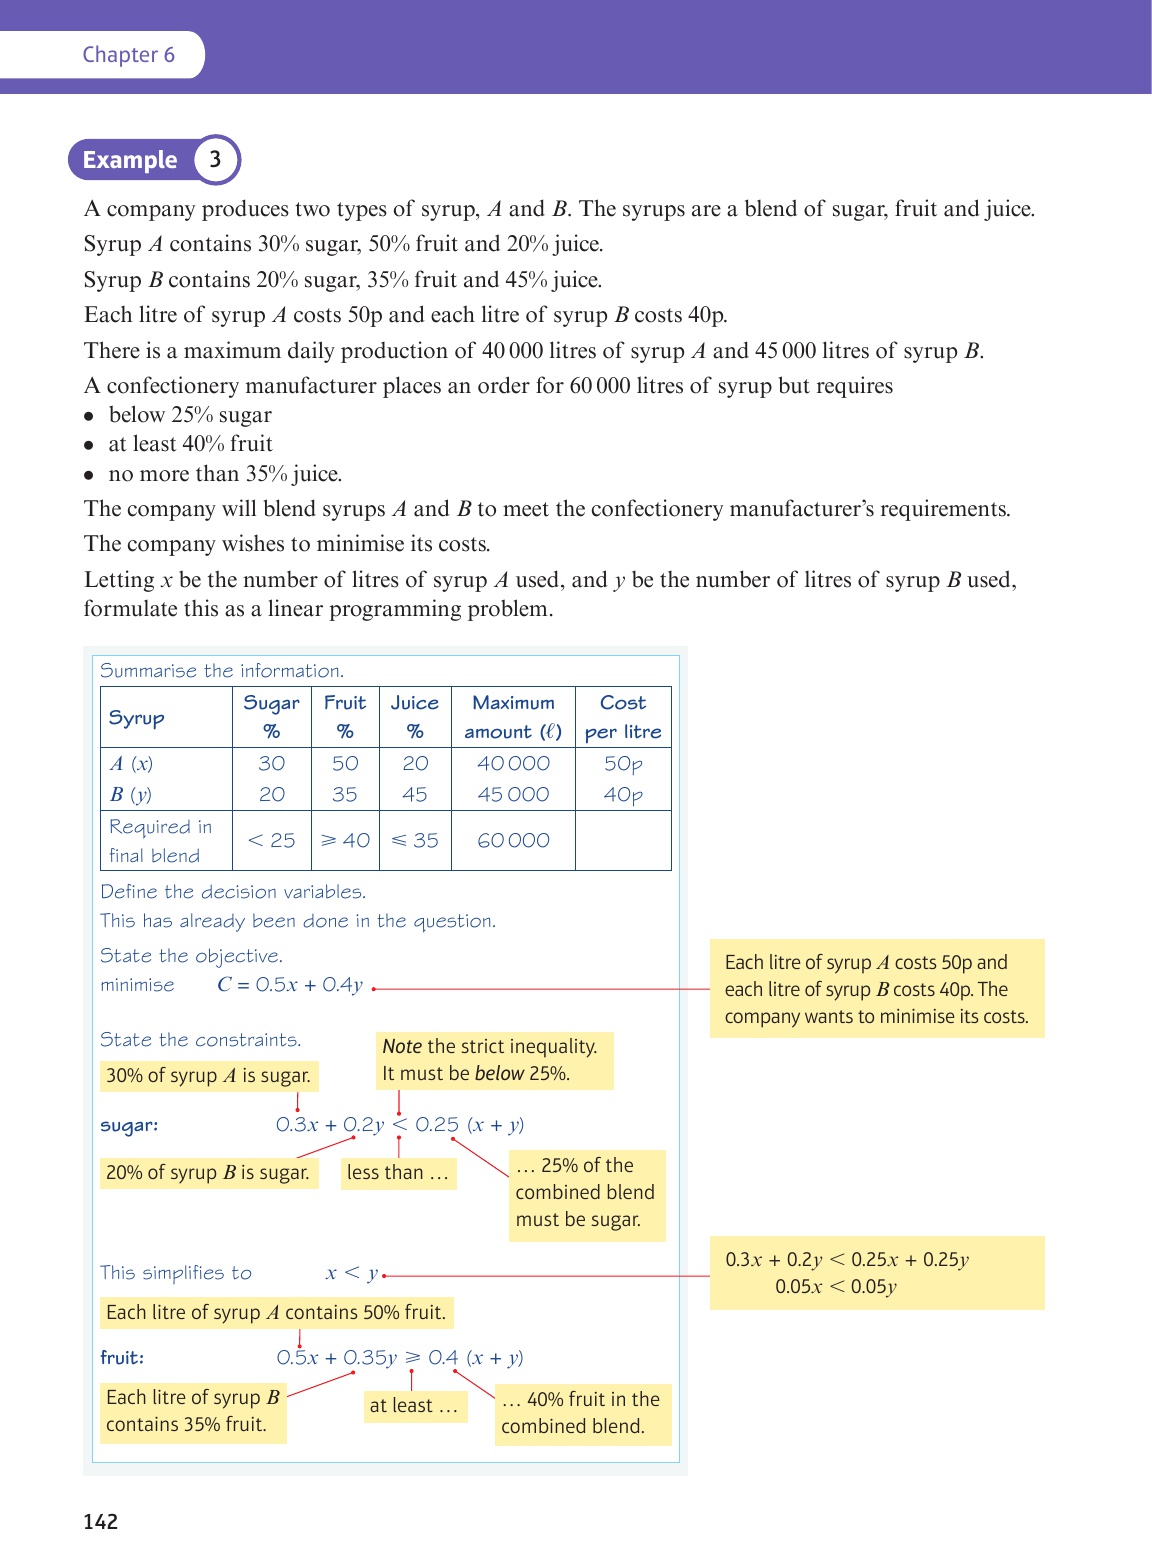 Chapter 6
Example 3
A company produces two types of syrup, A and B. The syrups are a blend of sugar, fruit and juice.
Syrup A contains 30% sugar, 50% fruit and 20% juice.
Syrup B contains 20% sugar, 35% fruit and 45% juice.
Each litre of syrup A costs 50p and each litre of syrup B costs 40p.
There is a maximum daily production of 40 000 litres of syrup A and 45 000 litres of syrup B.
A confectionery manufacturer places an order for 60 000 litres of syrup but requires
• below 25% sugar
• at least 40% fruit
• no more than 35% juice.
The company will blend syrups A and B to meet the confectionery manufacturer's requirements.
The company wishes to minimise its costs.
Letting x be the number of litres of syrup A used, and y be the number of litres of syrup B used,
formulate this as a linear programming problem.
Summarise the information.
Syrup Sugar % Fruit % Juice % Maximum amount (ℓ) Cost per litre
A (x) 30 50 20 40 000 50p
B (y) 20 35 45 45 000 40p
Required in final blend < 25 ⩾ 40 ⩽ 35 60 000
Define the decision variables.
This has already been done in the question.
State the objective.
minimise C = 0.5x + 0.4y
Each litre of syrup A costs 50p and
each litre of syrup B costs 40p. The
company wants to minimise its costs.
State the constraints.
Note the strict inequality.
It must be below 25%.
30% of syrup A is sugar.
sugar: 0.3x + 0.2y < 0.25 (x + y)
20% of syrup B is sugar.
less than …
… 25% of the
combined blend
must be sugar.
This simplifies to x < y
0.3x + 0.2y < 0.25x + 0.25y
0.05x < 0.05y
Each litre of syrup A contains 50% fruit.
fruit: 0.5x + 0.35y ⩾ 0.4 (x + y)
Each litre of syrup B
contains 35% fruit.
at least …
… 40% fruit in the
combined blend.
142